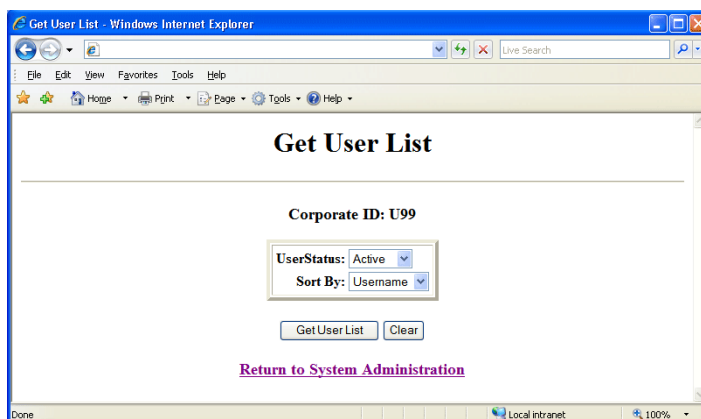 Get User List - Windows Internet Explorer
Live Search
File Edit View Favorites Tools Help
Home Print Page Tools Help
Get User List
Corporate ID: U99
UserStatus: Active
Sort By: Username
Get User List Clear
Return to System Administration
Done Local intranet 100%